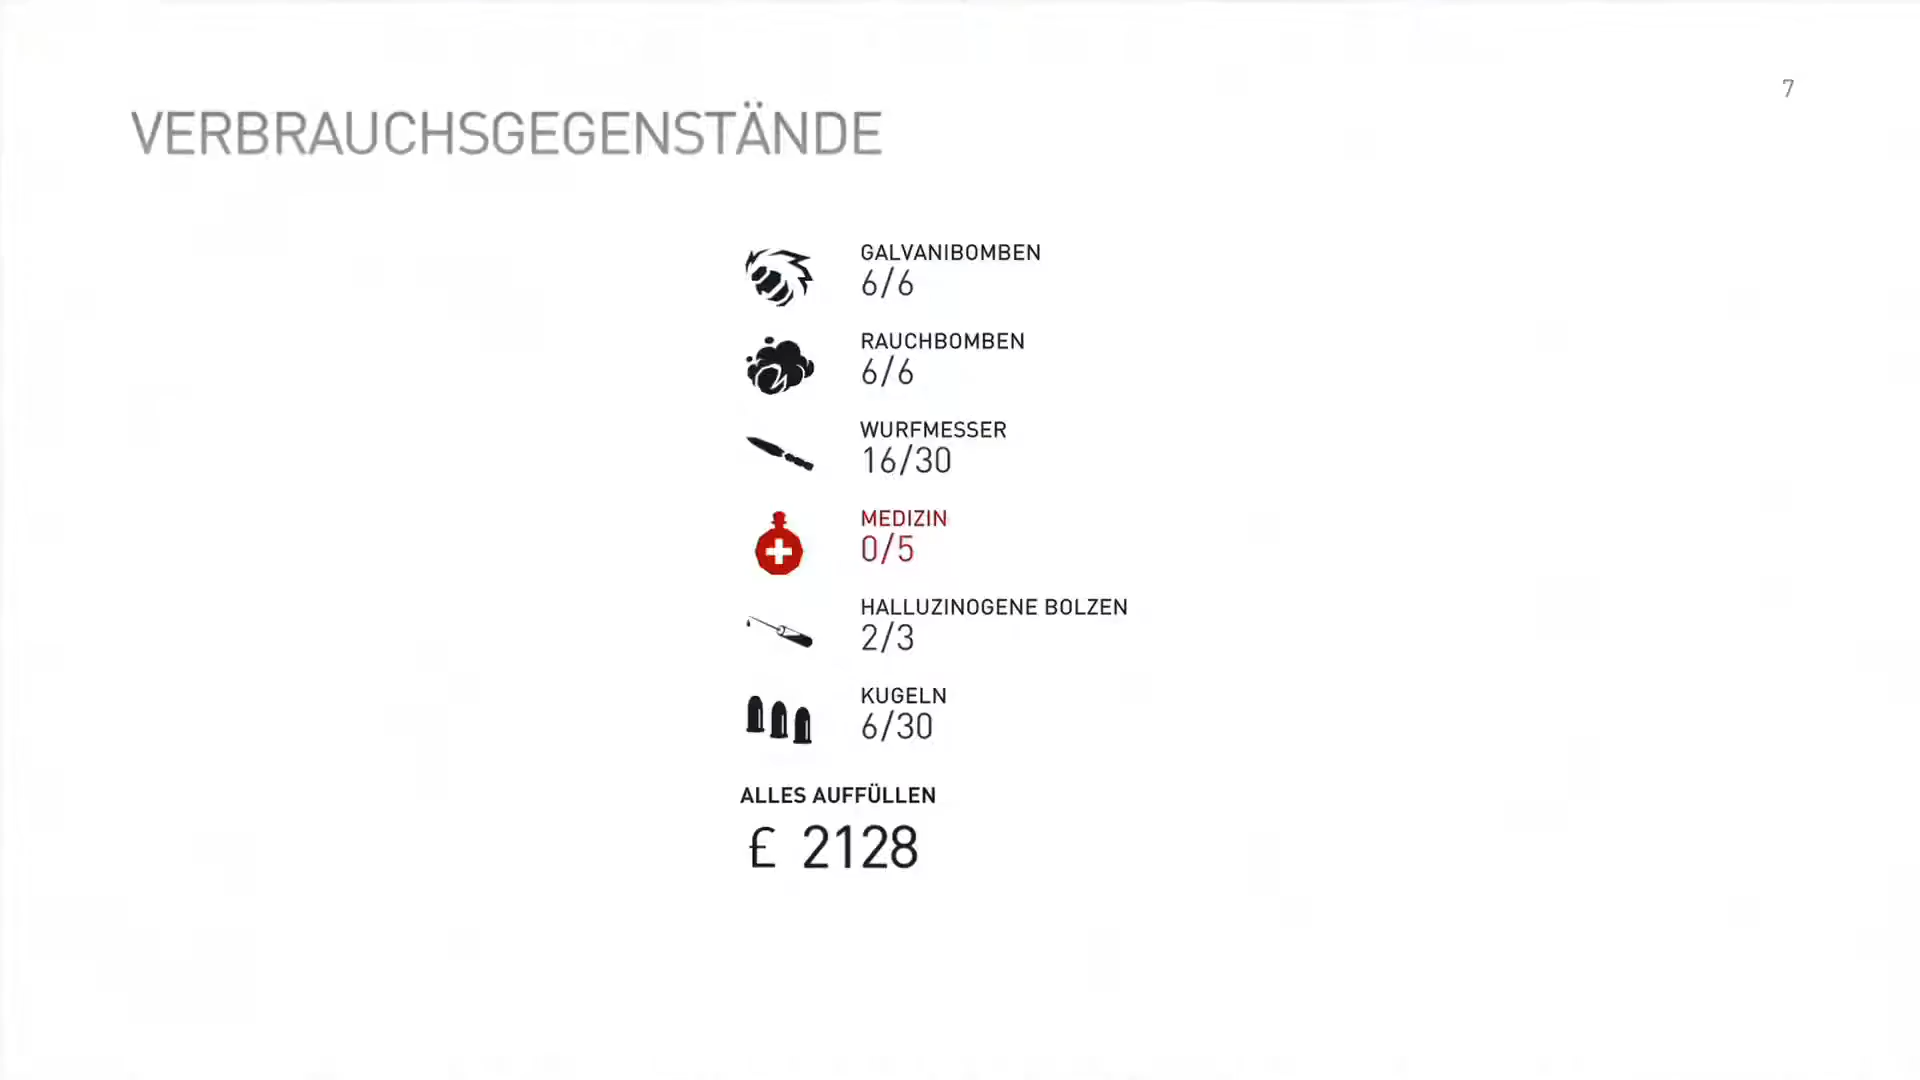 7
VERBRAUCHSGEGENSTÄNDE
GALVANIBOMBEN
6/6
RAUCHBOMBEN
6/6
WURFMESSER
16/30
MEDIZIN
0/5
HALLUZINOGENE BOLZEN
2/3
KUGELN
6/30
ALLES AUFFÜLLEN
£ 2128